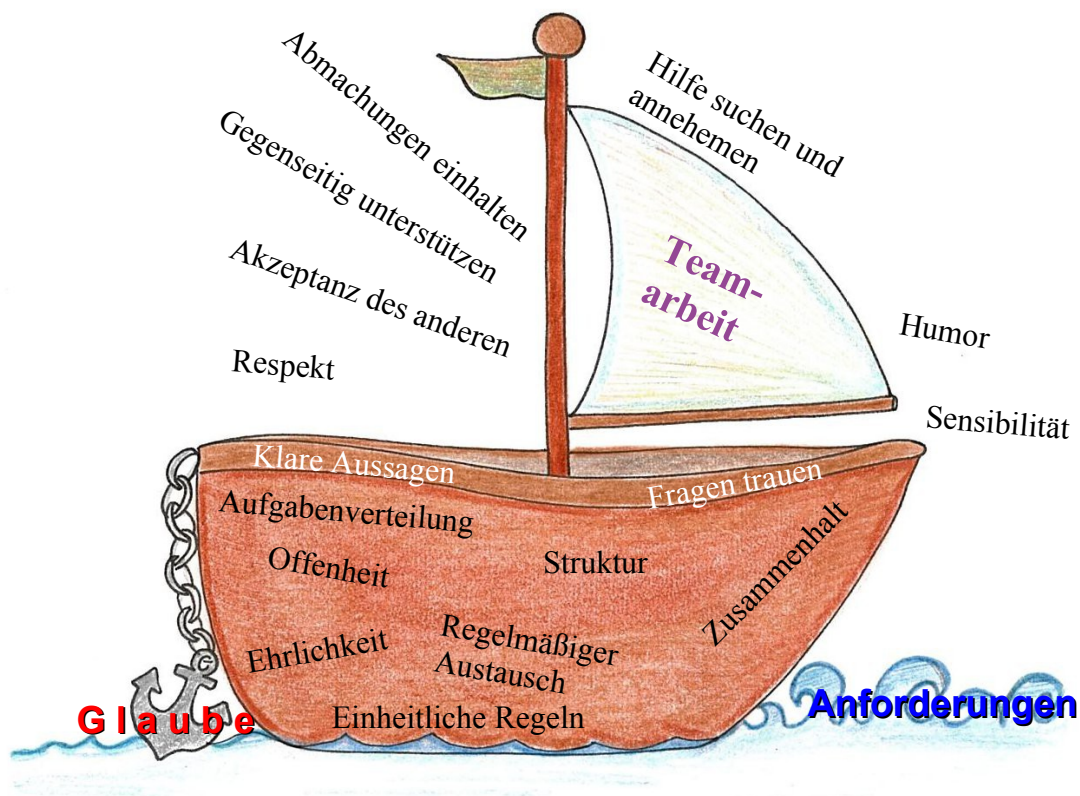 Abmachungen einhalten
Hilfe suchen und
annehemen
Gegenseitig unterstützen
Akzeptanz des anderen
Team-
arbeit
Humor
Respekt
Sensibilität
Klare Aussagen
Fragen trauen
Aufgabenverteilung
Offenheit
Struktur
Zusammenhalt
Ehrlichkeit
Regelmäßiger
Austausch
Glaube
Anforderungen
Einheitliche Regeln